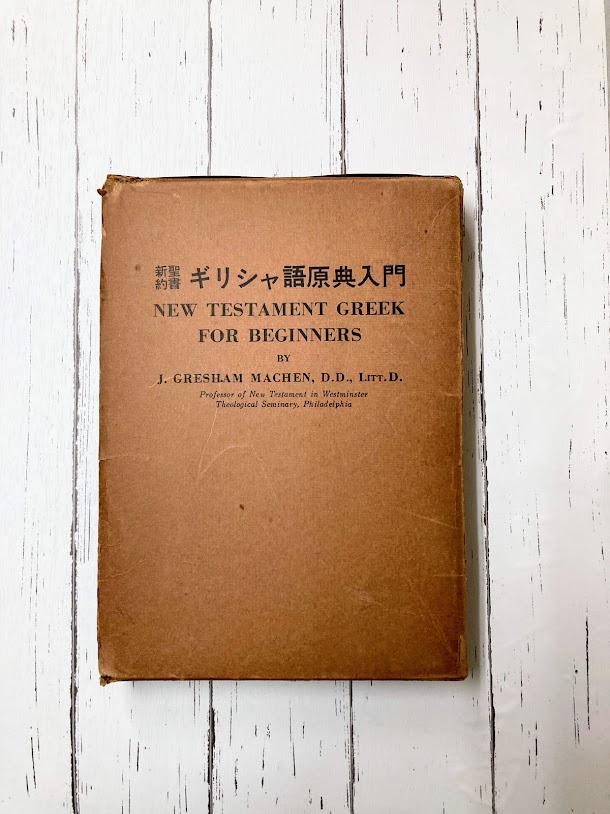 新約聖書 ギリシャ語原典入門
NEW TESTAMENT GREEK
FOR BEGINNERS
BY
J. GRESHAM MACHEN, D.D., LITT.D.
Professor of New Testament in Westminster
Theological Seminary, Philadelphia